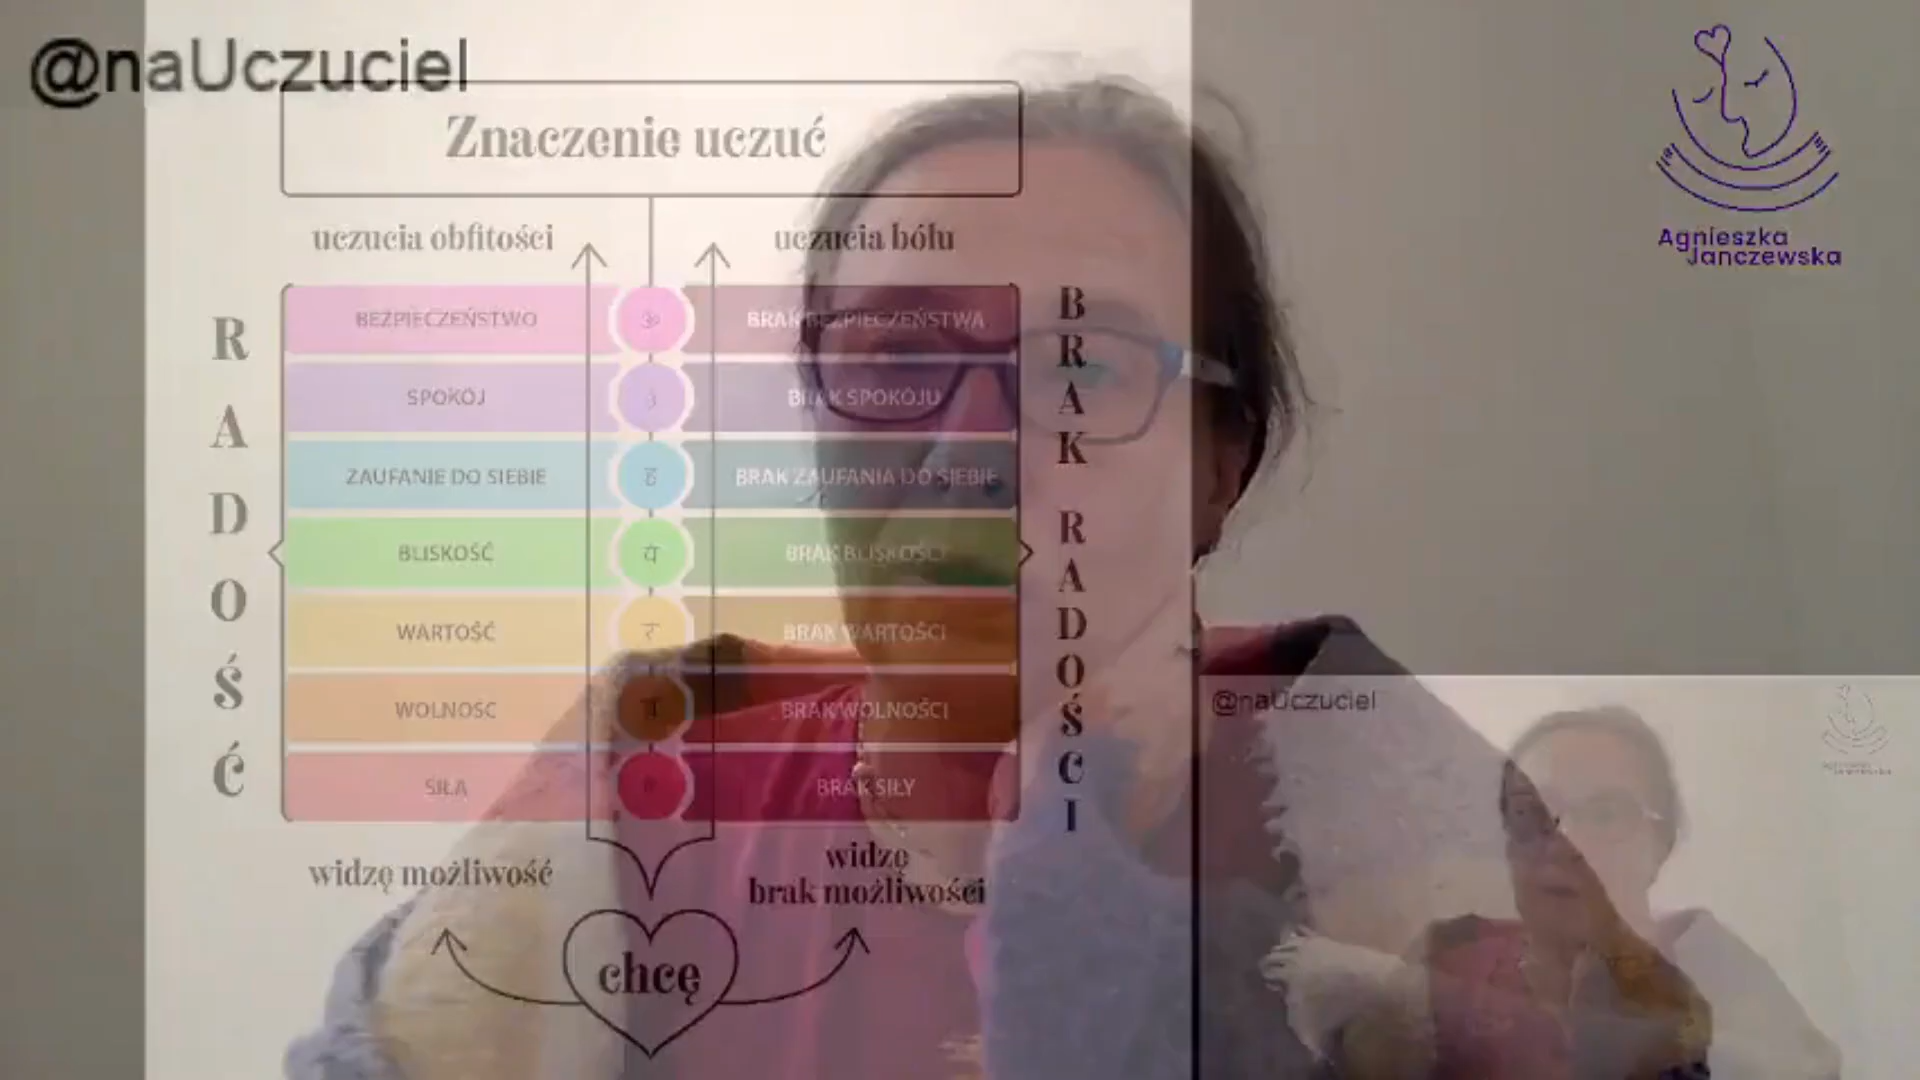 @naUczuciel
Znaczenie uczuć
uczucia obfitości
uczucia bólu
RADOŚĆ
BEZPIECZEŃSTWO
BRAK BEZPIECZEŃSTWA
SPOKÓJ
BRAK SPOKOJU
ZAUFANIE DO SIEBIE
BRAK ZAUFANIA DO SIEBIE
BLISKOŚĆ
BRAK BLISKOŚCI
WARTOŚĆ
BRAK WARTOŚCI
WOLNOŚĆ
BRAK WOLNOŚCI
SIŁA
BRAK SIŁY
BRAK RADOŚCI
widzę możliwość
widzę
brak możliwości
chcę
Agnieszka
Janczewska
@naUczuciel